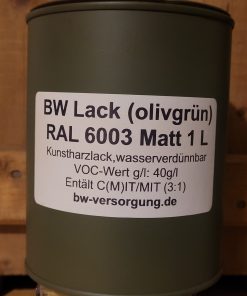 BW Lack (olivgrün)
RAL 6003 Matt 1 L
Kunstharzlack,wasserverdünnbar
VOC-Wert g/l: 40g/l
Entält C(M)IT/MIT (3:1)
bw-versorgung.de